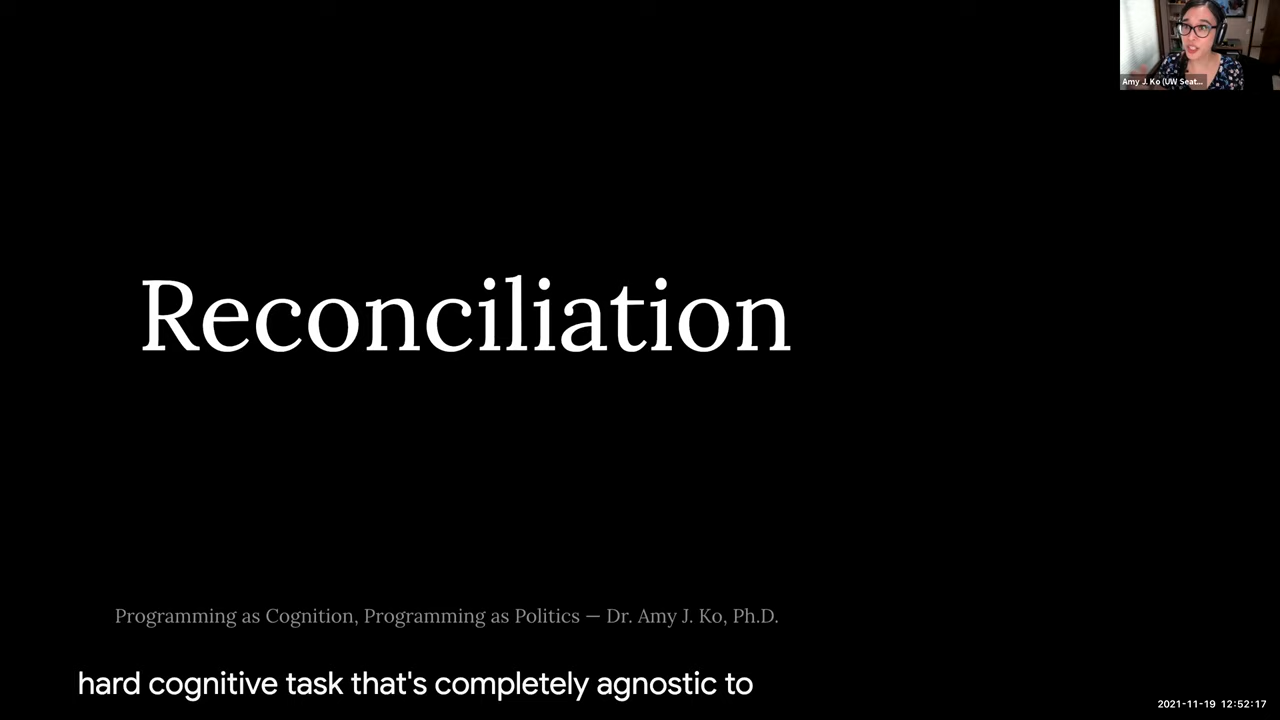 Amy J. Ko (UW Seat...
Reconciliation
Programming as Cognition, Programming as Politics — Dr. Amy J. Ko, Ph.D.
hard cognitive task that's completely agnostic to
2021-11-19 12:52:17